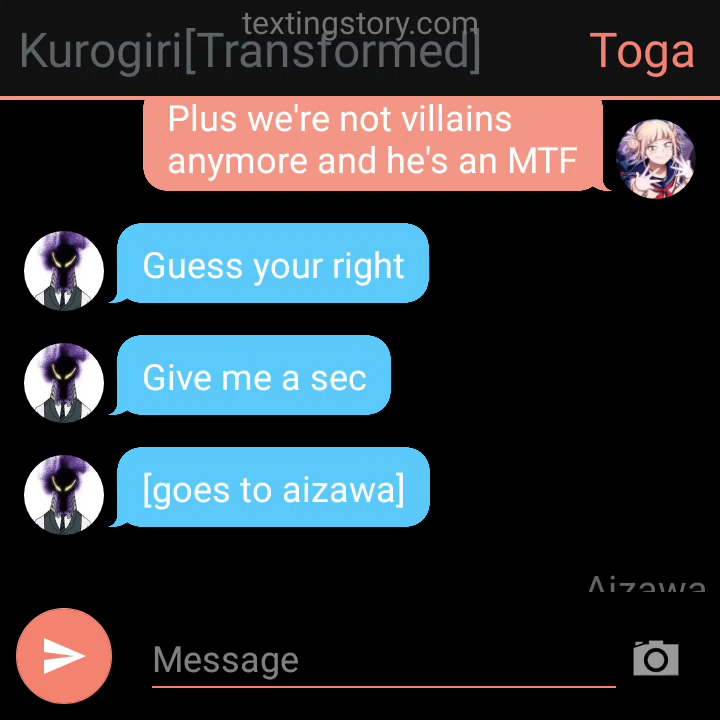 textingstory.com
Kurogiri[Transformed]
Toga
Plus we're not villains
anymore and he's an MTF
Guess your right
Give me a sec
[goes to aizawa]
Aizawa
Message